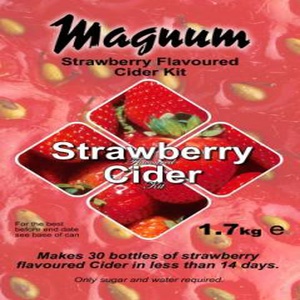 Magnum
Strawberry Flavoured
Cider Kit
Strawberry
Cider
Kit
For the best
before end date
see base of can
1.7kg e
Makes 30 bottles of strawberry
flavoured Cider in less than 14 days.
Only sugar and water required.